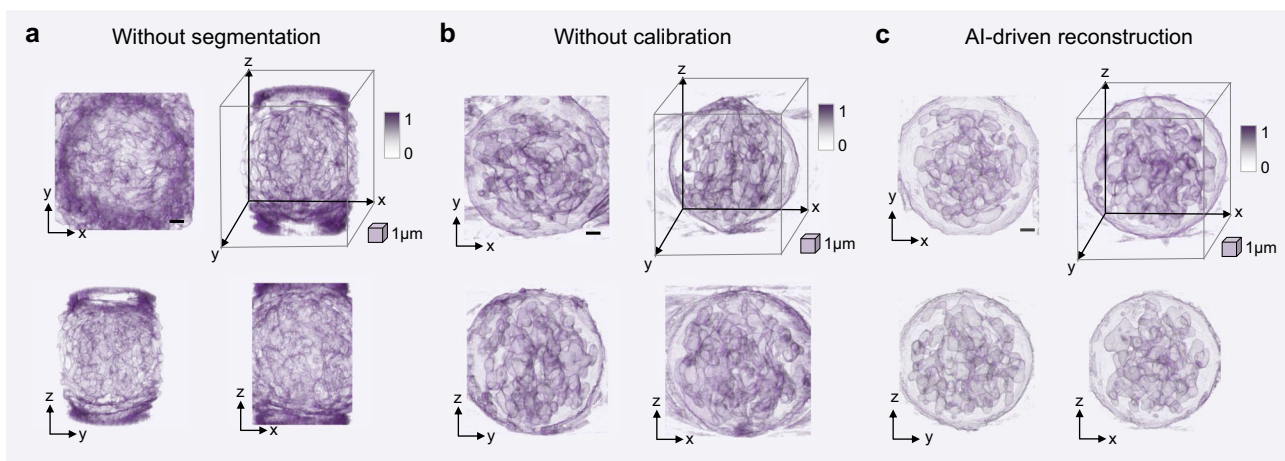 a
Without segmentation
b
Without calibration
c
AI-driven reconstruction
y
x
z
x
y
1
0
1μm
y
x
z
x
y
1
0
1μm
y
x
z
x
y
1
0
1μm
z
y
z
x
z
y
z
x
z
y
z
x